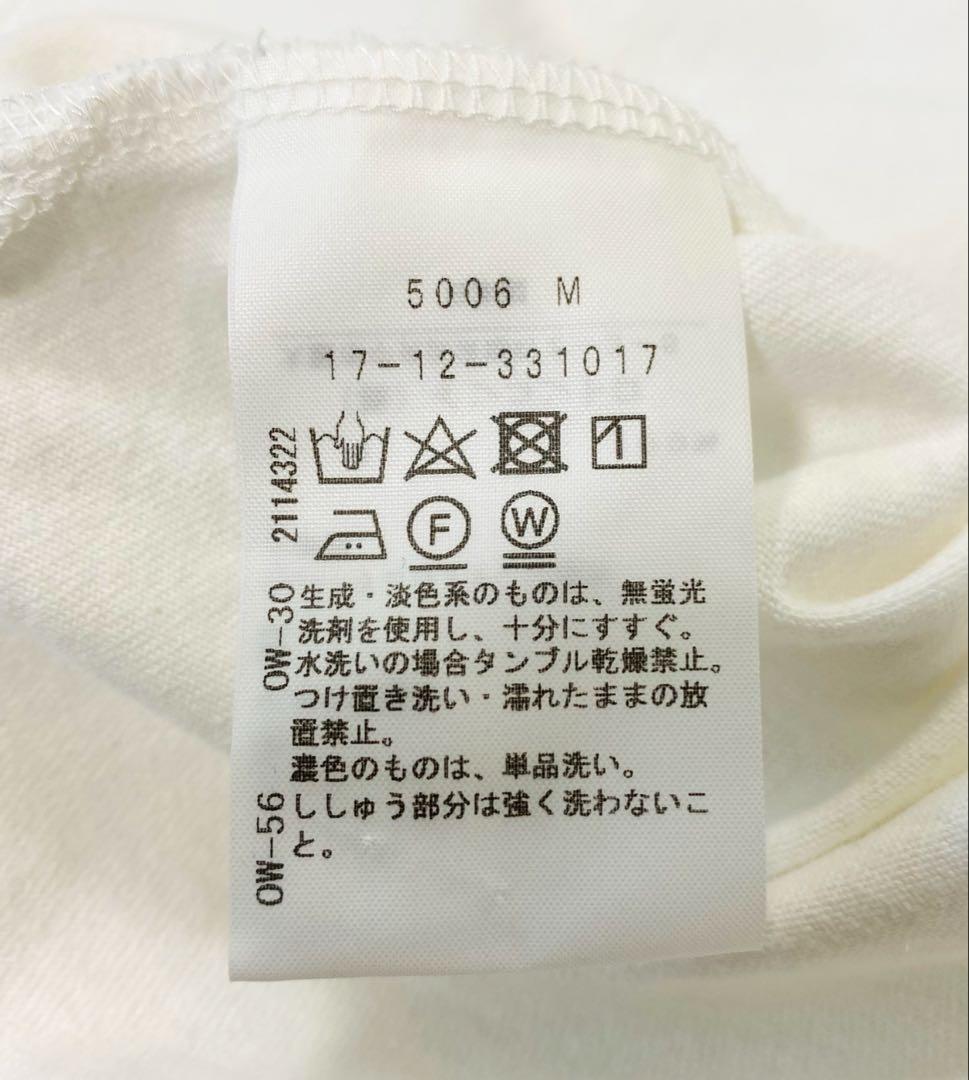 5006 M
17-12-331017
2114322
F W
OW-30
生成・淡色系のものは、無蛍光
洗剤を使用し、十分にすすぐ。
水洗いの場合タンブル乾燥禁止。
つけ置き洗い・濡れたままの放
置禁止。
濃色のものは、単品洗い。
OW-56
ししゅう部分は強く洗わないこ
と。